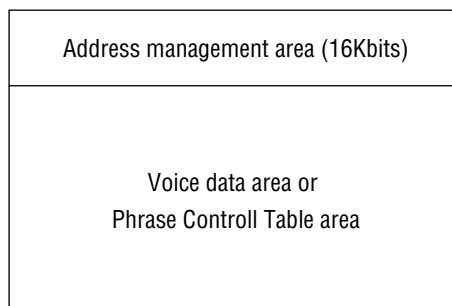 Address management area (16Kbits)
Voice data area or
Phrase Controll Table area